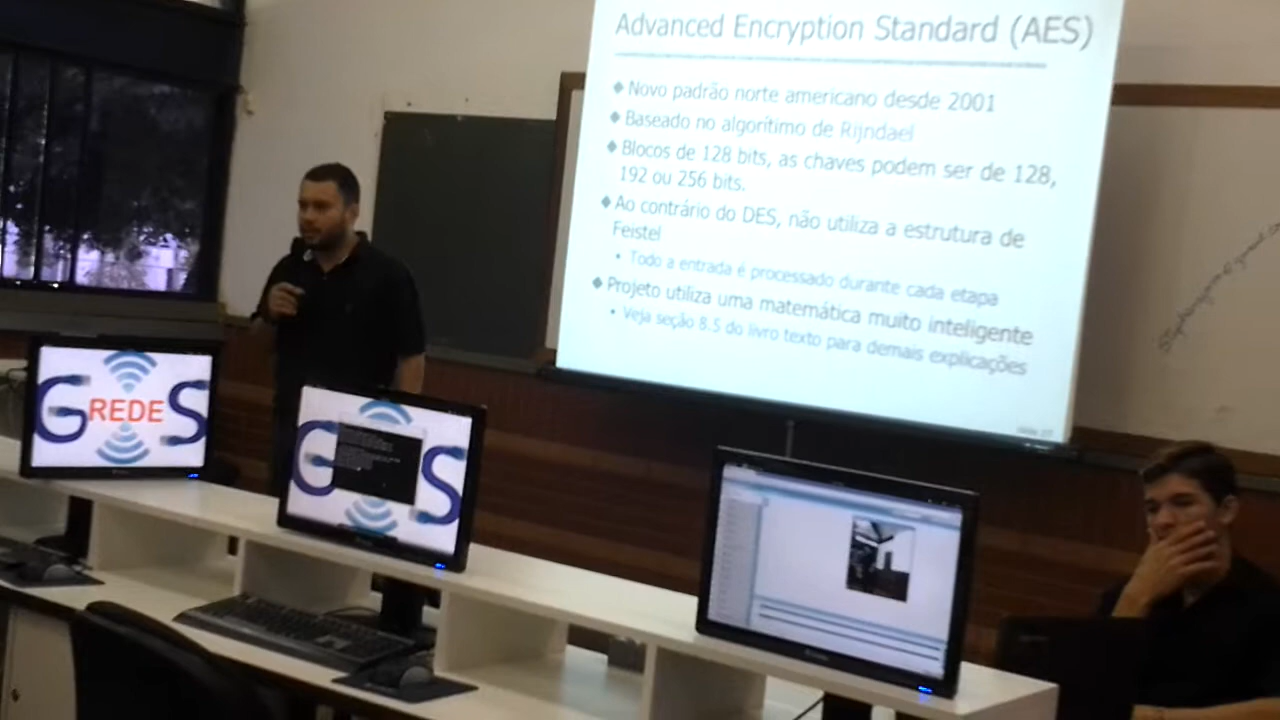 Advanced Encryption Standard (AES)
Novo padrão norte americano desde 2001
Baseado no algorítimo de Rijndael
Blocos de 128 bits, as chaves podem ser de 128,
192 ou 256 bits.
Ao contrário do DES, não utiliza a estrutura de
Feistel
Todo a entrada é processado durante cada etapa
Projeto utiliza uma matemática muito inteligente
Veja seção 8.5 do livro texto para demais explicações
G REDE S
G S